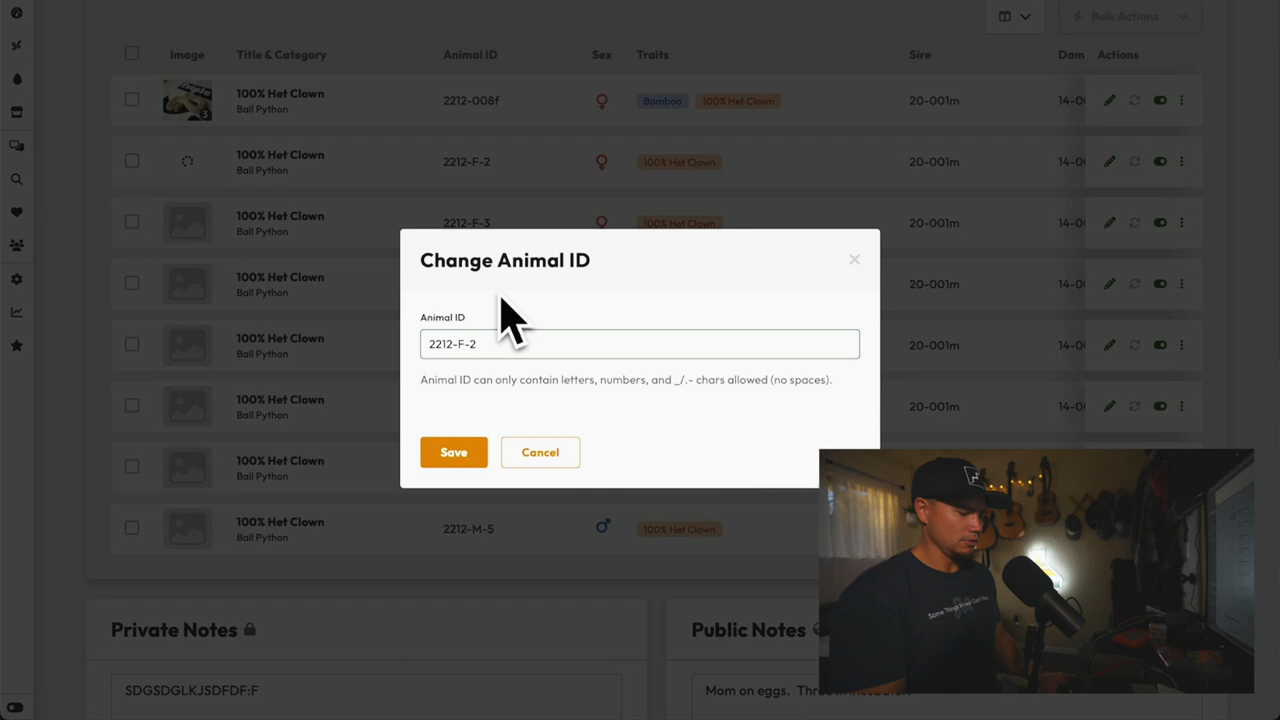 Bulk Actions
Image Title & Category Animal ID Sex Traits Sire Dam Actions
100% Het Clown
Ball Python
2212-008f Bamboo 100% Het Clown 20-001m 14-0
3
100% Het Clown
Ball Python
2212-F-2 100% Het Clown 20-001m 14-0
100% Het Clown
Ball Python
2212-F-3 100% Het Clown 20-001m 14-0
100% Het Clown
Ball Python
20-001m 14-0
100% Het Clown
Ball Python
20-001m 14-0
100% Het Clown
Ball Python
20-001m 14-0
100% Het Clown
Ball Python
100% Het Clown
Ball Python
2212-M-5 100% Het Clown
Change Animal ID
Animal ID
2212-F-2
Animal ID can only contain letters, numbers, and _/.- chars allowed (no spaces).
Save Cancel
Private Notes
SDGSDGLKJSDFDF:F
Public Notes
Mom on eggs.